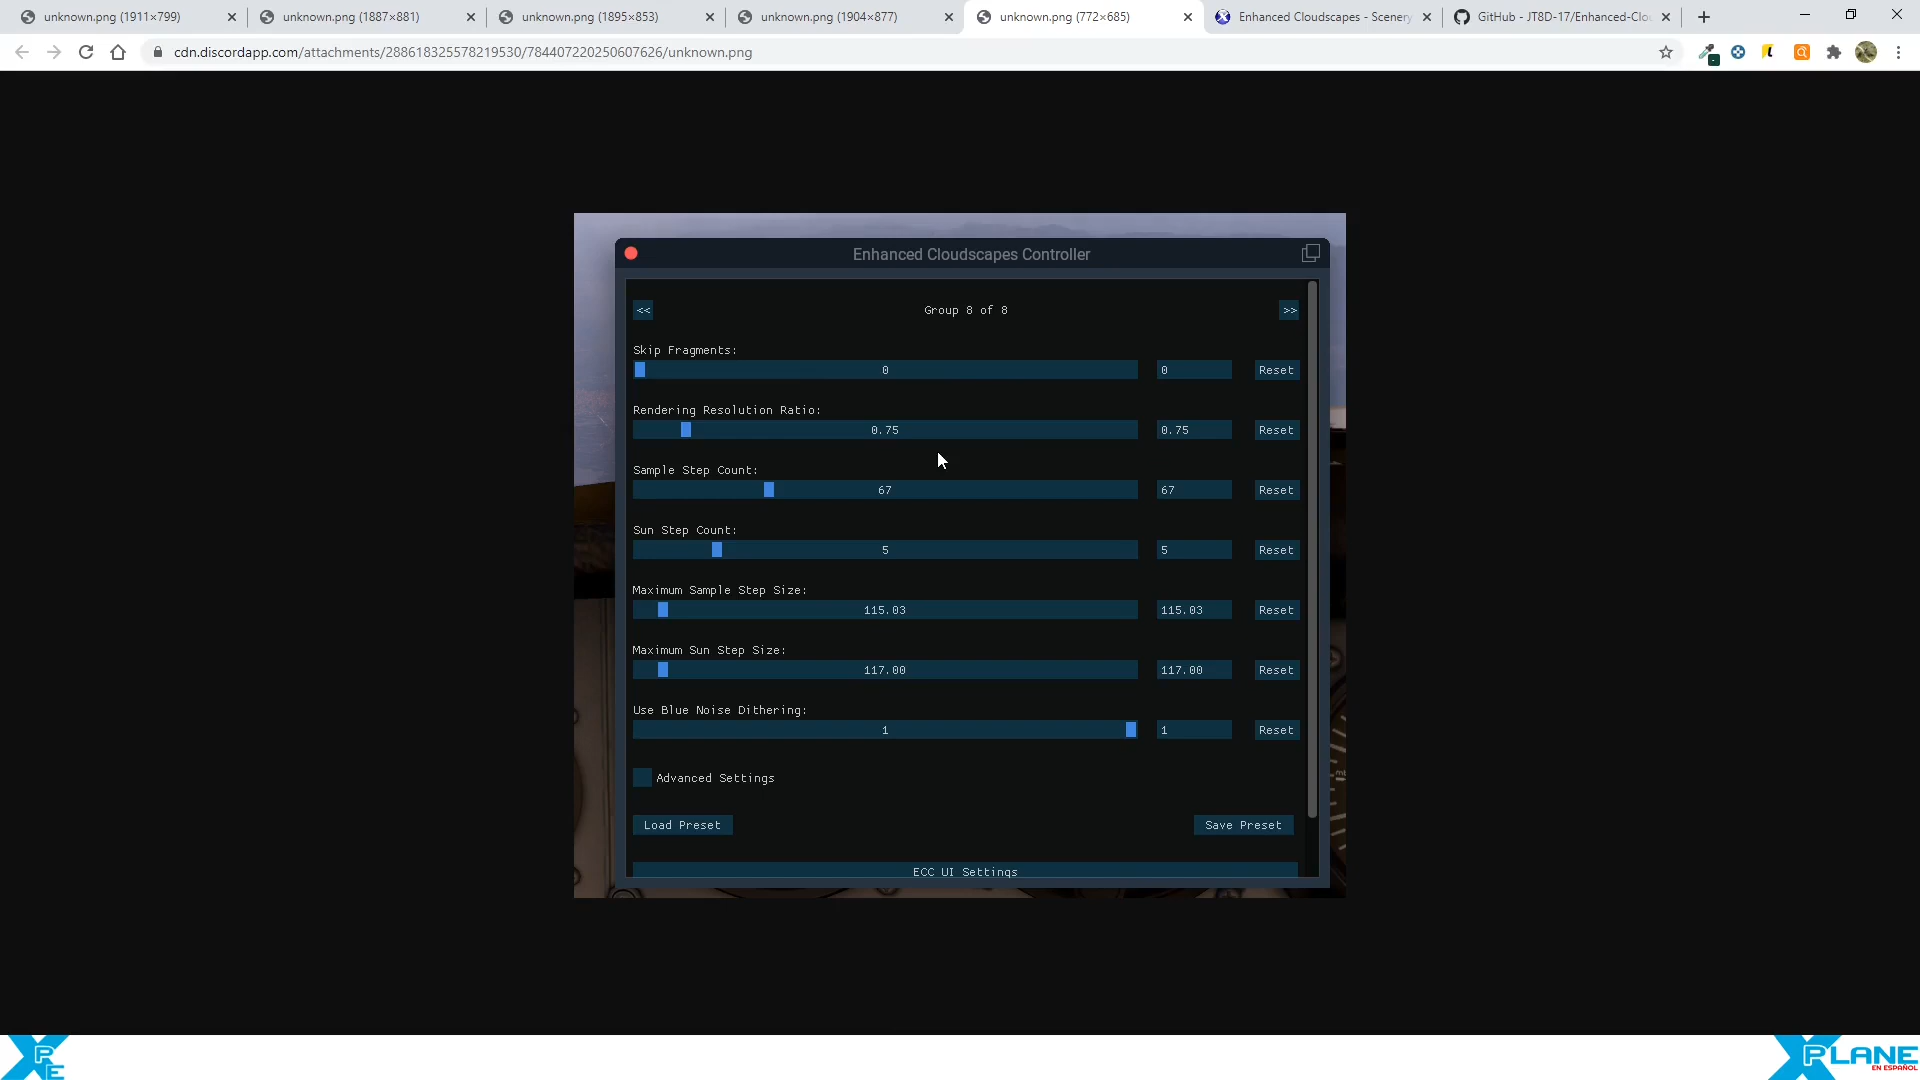 unknown.png (1911×799)
unknown.png (1887×881)
unknown.png (1895×853)
unknown.png (1904×877)
unknown.png (772×685)
Enhanced Cloudscapes - Scenery
GitHub - JT8D-17/Enhanced-Clou
cdn.discordapp.com/attachments/288618325578219530/784407220250607626/unknown.png
Enhanced Cloudscapes Controller
<< Group 8 of 8 >>
Skip Fragments:
0 0 Reset
Rendering Resolution Ratio:
0.75 0.75 Reset
Sample Step Count:
67 67 Reset
Sun Step Count:
5 5 Reset
Maximum Sample Step Size:
115.03 115.03 Reset
Maximum Sun Step Size:
117.00 117.00 Reset
Use Blue Noise Dithering:
1 1 Reset
Advanced Settings
Load Preset Save Preset
ECC UI Settings
XPE
X PLANE
EN ESPAÑOL